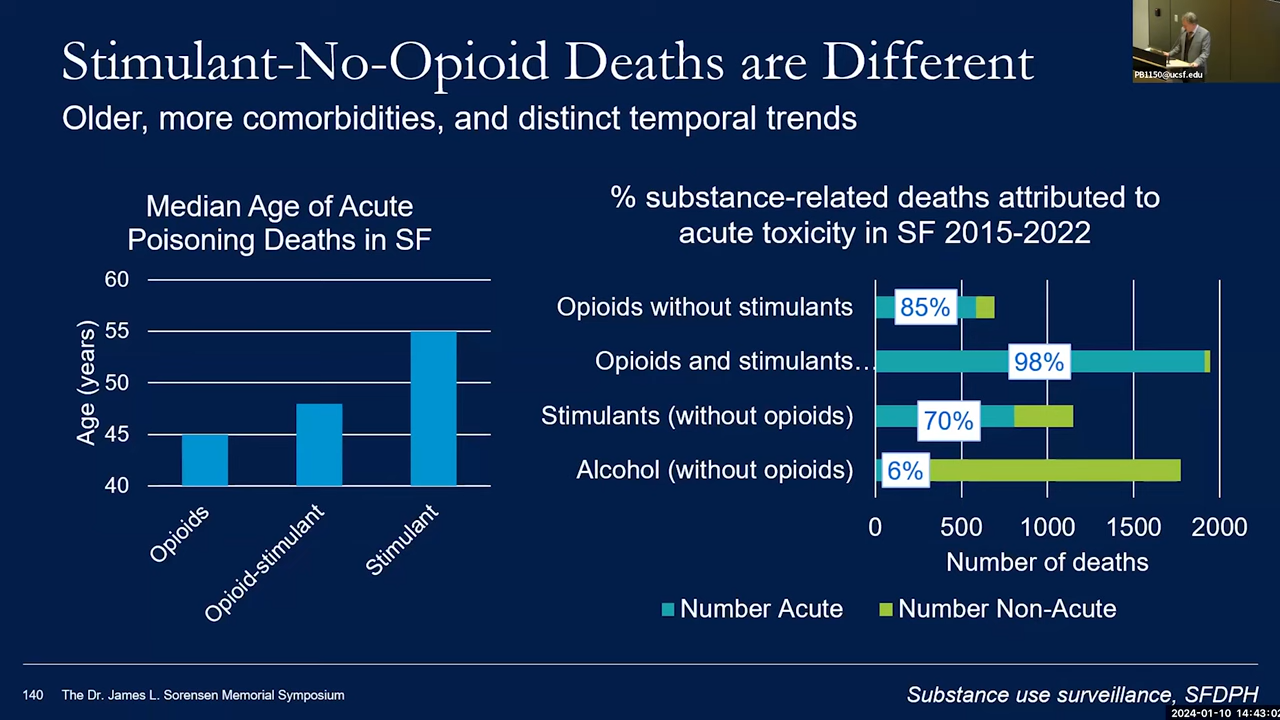 Stimulant-No-Opioid Deaths are Different
PB1150@ucsf.edu
Older, more comorbidities, and distinct temporal trends
Median Age of Acute
Poisoning Deaths in SF
60
55
50
45
40
Age (years)
Opioids
Opioid-stimulant
Stimulant
% substance-related deaths attributed to
acute toxicity in SF 2015-2022
Opioids without stimulants
85%
Opioids and stimulants…
98%
Stimulants (without opioids)
70%
Alcohol (without opioids)
6%
0 500 1000 1500 2000
Number of deaths
Number Acute Number Non-Acute
140 The Dr. James L. Sorensen Memorial Symposium
Substance use surveillance, SFDPH
2024-01-10 14:43:02